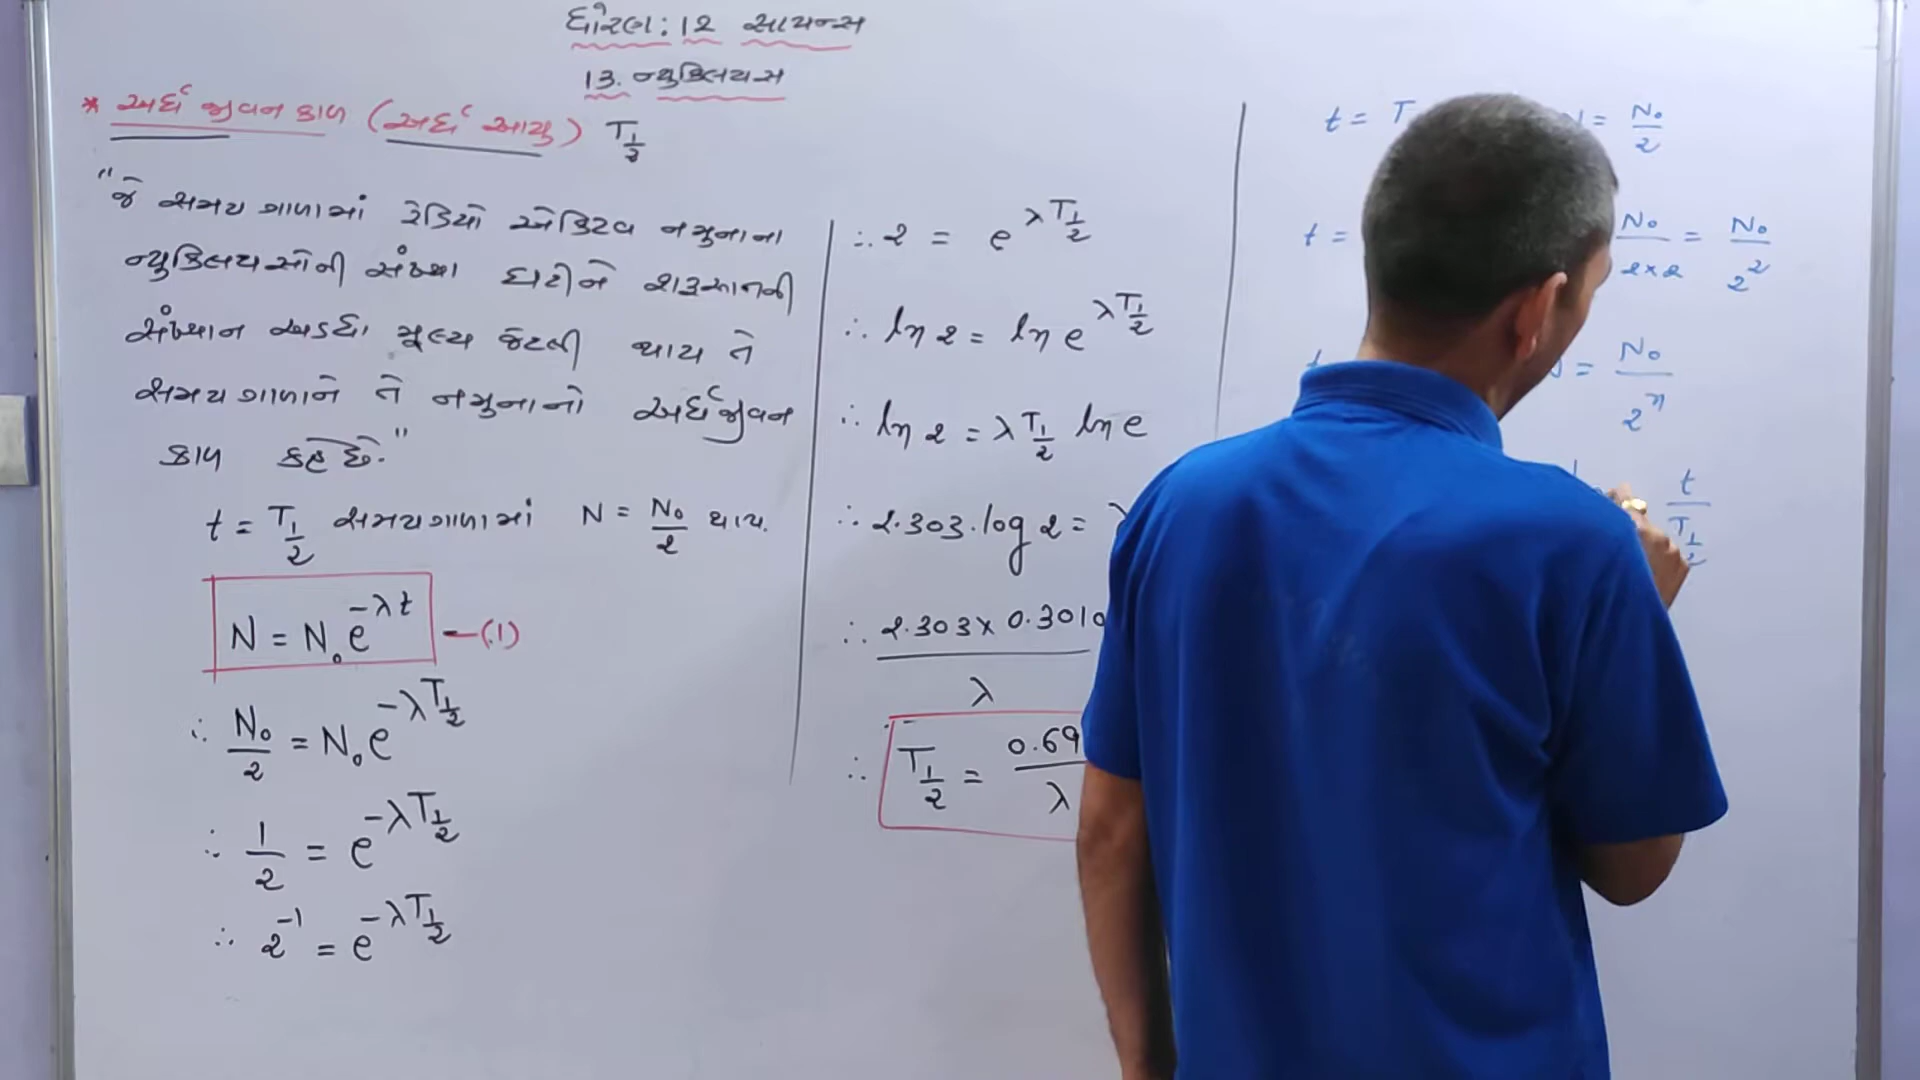 ધોરણ : 12 સાયન્સ
13. ન્યુક્લિયસ
* અર્ધ જીવન કાળ (અર્ધ આયુ) T1/2
"જે સમય ગાળામાં રેડિયો એક્ટિવ નમુનાના
ન્યુક્લિયસોની સંખ્યા ઘટીને શરૂઆતની
સંખ્યાન અડધા મૂલ્ય જેટલી થાય તે
સમયગાળાને તે નમુનાનો અર્ધજીવન
કાળ કહે છે."
t = T1/2 સમયગાળામાં N = N₀/2 થાય.
N = N₀e^(-λt) —(1)
∴ N₀/2 = N₀e^(-λT1/2)
∴ 1/2 = e^(-λT1/2)
∴ 2^(-1) = e^(-λT1/2)
∴ 2 = e^(λT1/2)
∴ ln 2 = ln e^(λT1/2)
∴ ln 2 = λT1/2 ln e
∴ 2.303.log 2 =
∴ 2.303 x 0.3010/λ
∴ T1/2 = 0.69/λ
t = T = N₀/2
t = N₀/2x2 = N₀/2²
= N₀/2ⁿ
t/T1/2